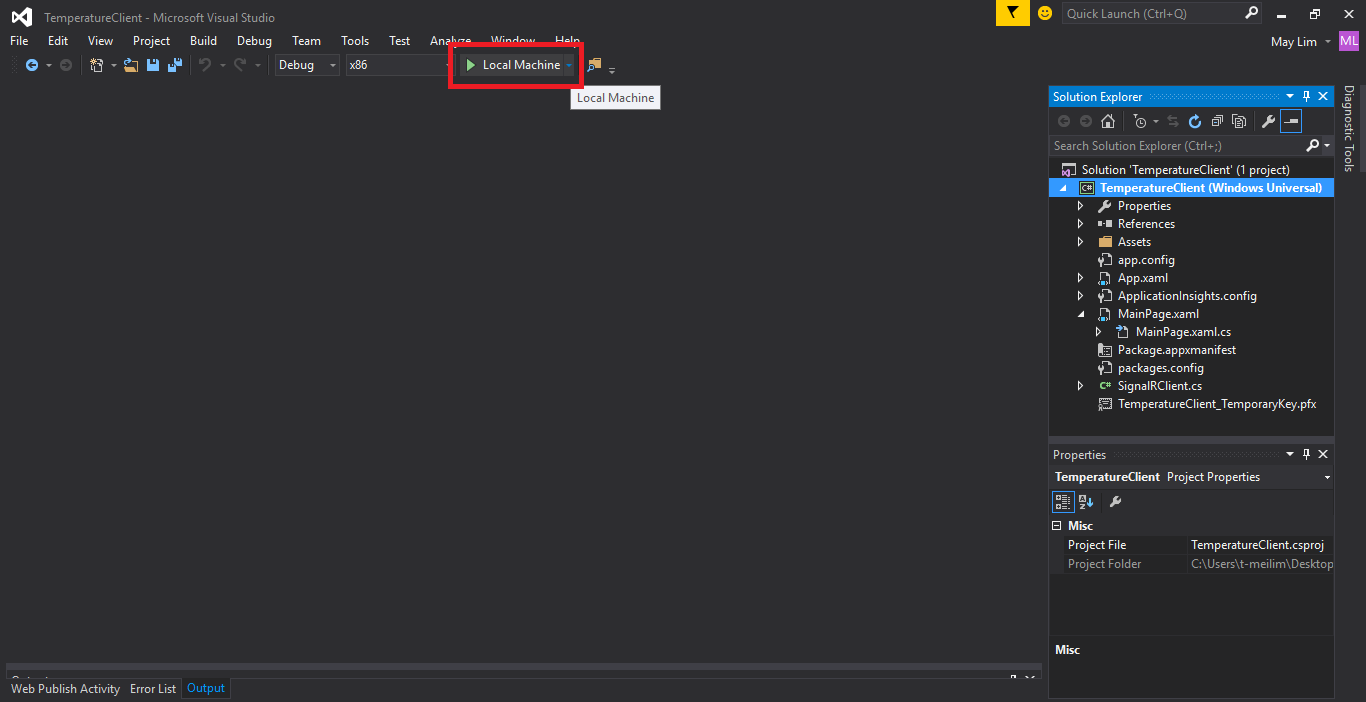 TemperatureClient - Microsoft Visual Studio
Quick Launch (Ctrl+Q)
File Edit View Project Build Debug Team Tools Test Analyze Window Help
May Lim ML
Debug x86 Local Machine
Local Machine
Solution Explorer
Search Solution Explorer (Ctrl+;)
Solution 'TemperatureClient' (1 project)
C# TemperatureClient (Windows Universal)
Properties
References
Assets
app.config
App.xaml
ApplicationInsights.config
MainPage.xaml
MainPage.xaml.cs
Package.appxmanifest
packages.config
C# SignalRClient.cs
TemperatureClient_TemporaryKey.pfx
Diagnostic Tools
Properties
TemperatureClient Project Properties
Misc
Project File TemperatureClient.csproj
Project Folder C:\Users\t-meilim\Desktop
Misc
Web Publish Activity Error List Output